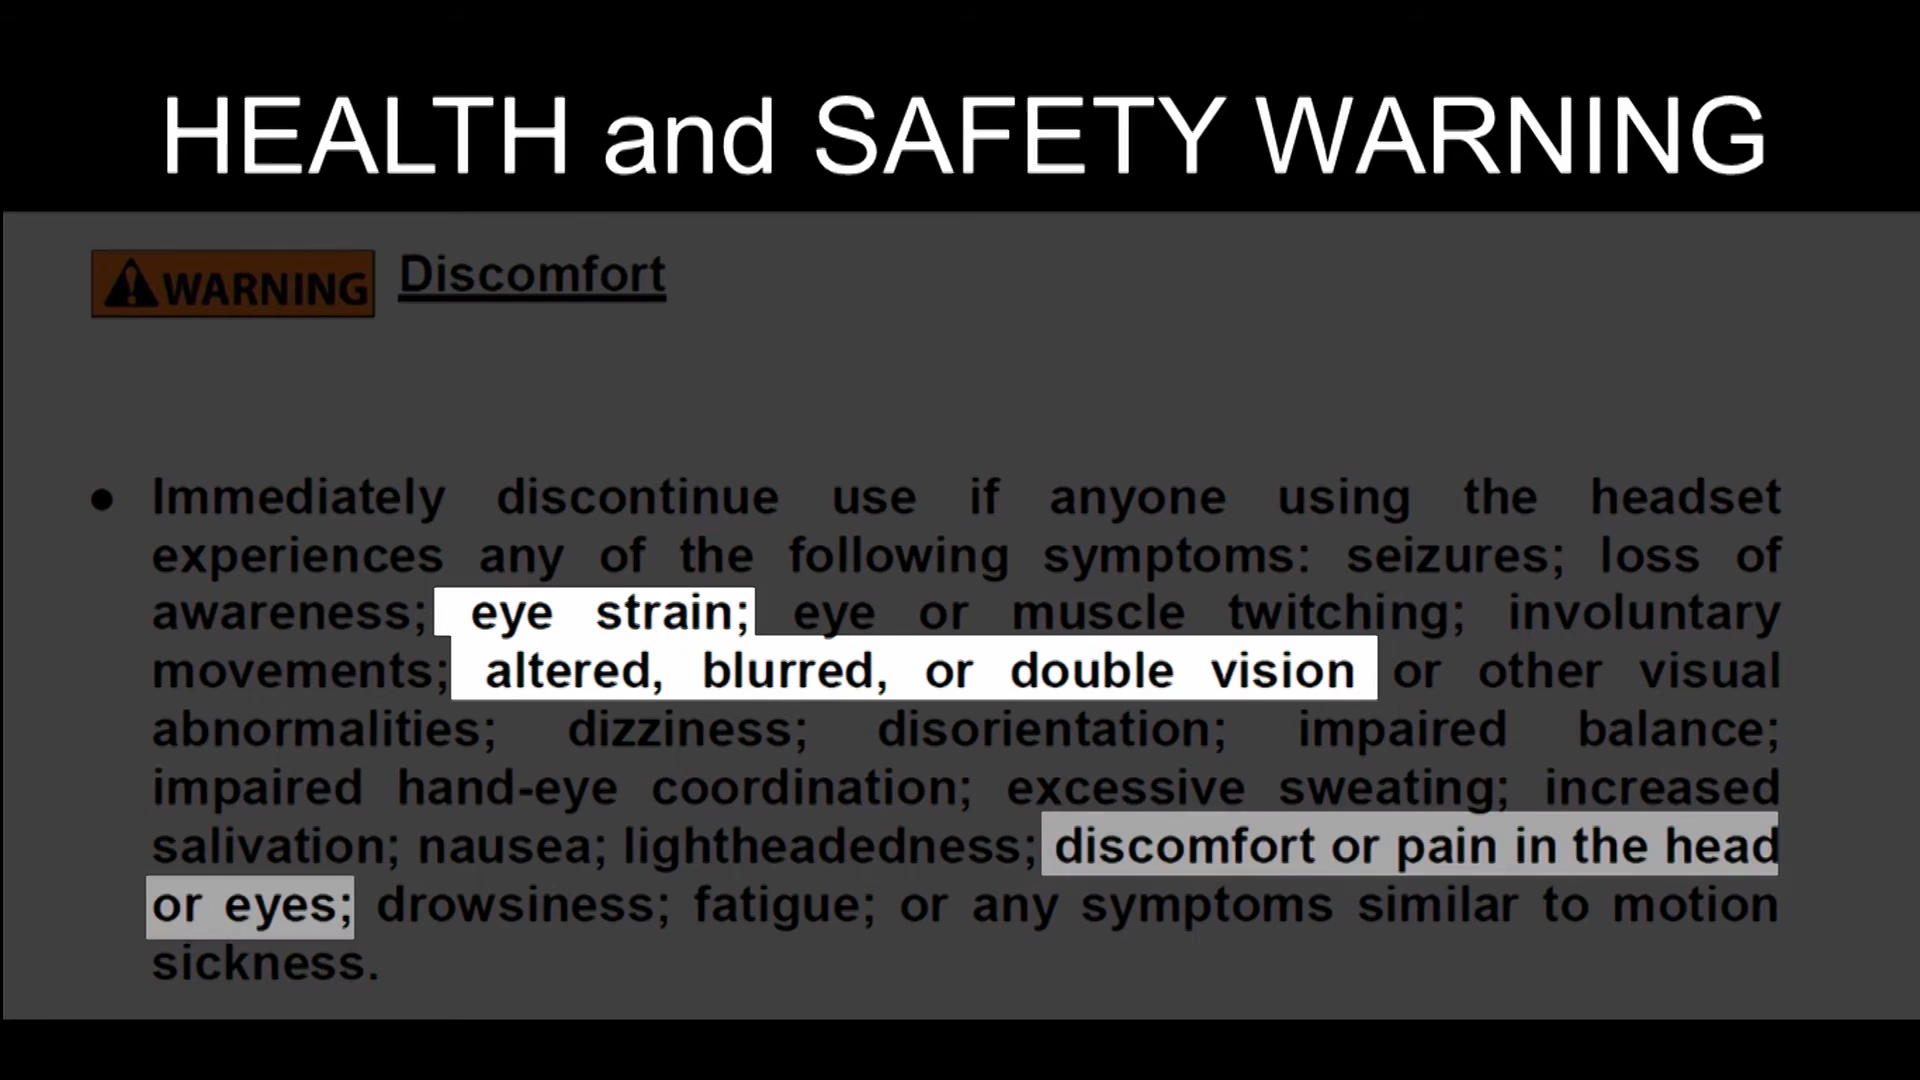 HEALTH and SAFETY WARNING
WARNING Discomfort
● Immediately discontinue use if anyone using the headset
experiences any of the following symptoms: seizures; loss of
awareness; eye strain; eye or muscle twitching; involuntary
movements; altered, blurred, or double vision or other visual
abnormalities; dizziness; disorientation; impaired balance;
impaired hand-eye coordination; excessive sweating; increased
salivation; nausea; lightheadedness; discomfort or pain in the head
or eyes; drowsiness; fatigue; or any symptoms similar to motion
sickness.